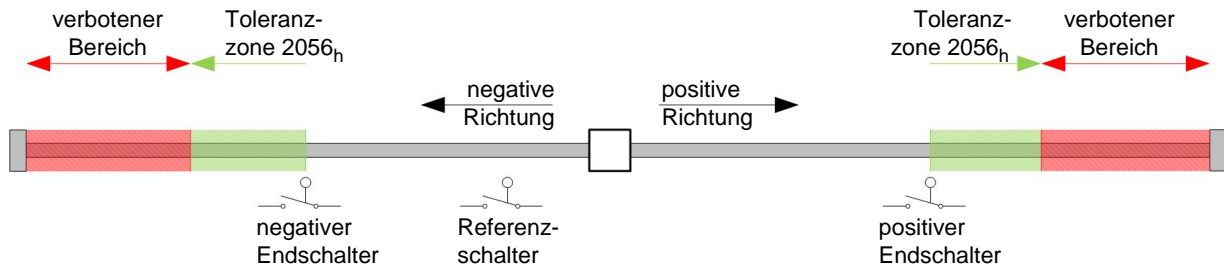 verbotener
Bereich
Toleranz-
zone 2056h
Toleranz-
zone 2056h
verbotener
Bereich
negative
Richtung
positive
Richtung
negativer
Endschalter
Referenz-
schalter
positiver
Endschalter